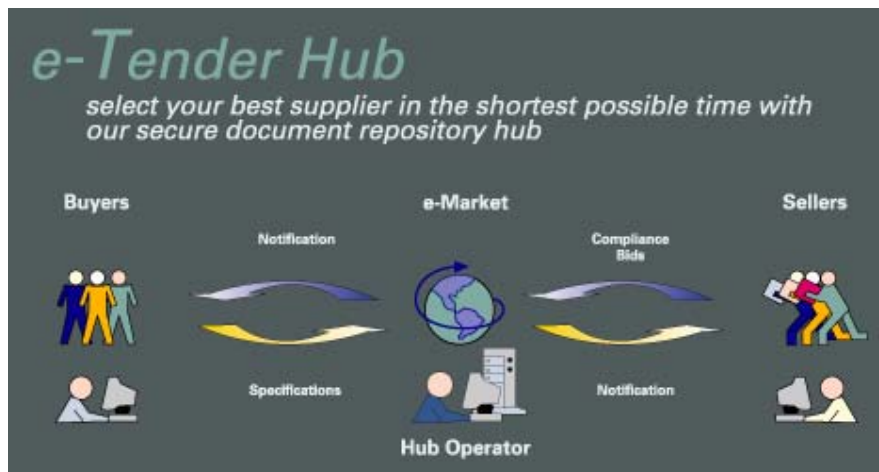 e-Tender Hub
select your best supplier in the shortest possible time with
our secure document repository hub
Buyers
e-Market
Sellers
Notification
Compliance
Bids
Specifications
Notification
Hub Operator